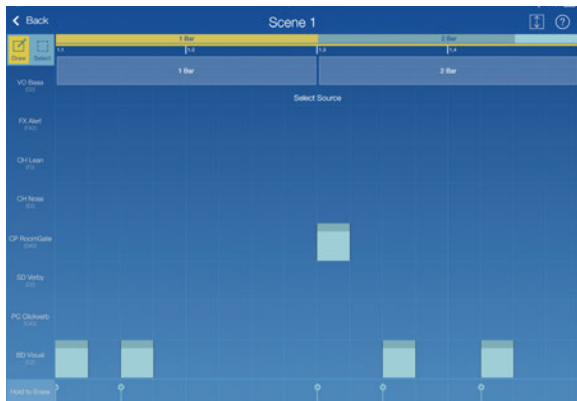 Back
Scene 1
?
1 Bar
2 Bar
Draw
Select
1.1
1.2
1.3
1.4
1 Bar
2 Bar
Select Source
VO Bass
FX Alert
CH Lean
CH Noss
CP RoomGate
SD Verby
PC Clickverb
BD Visual
Hold to Erase